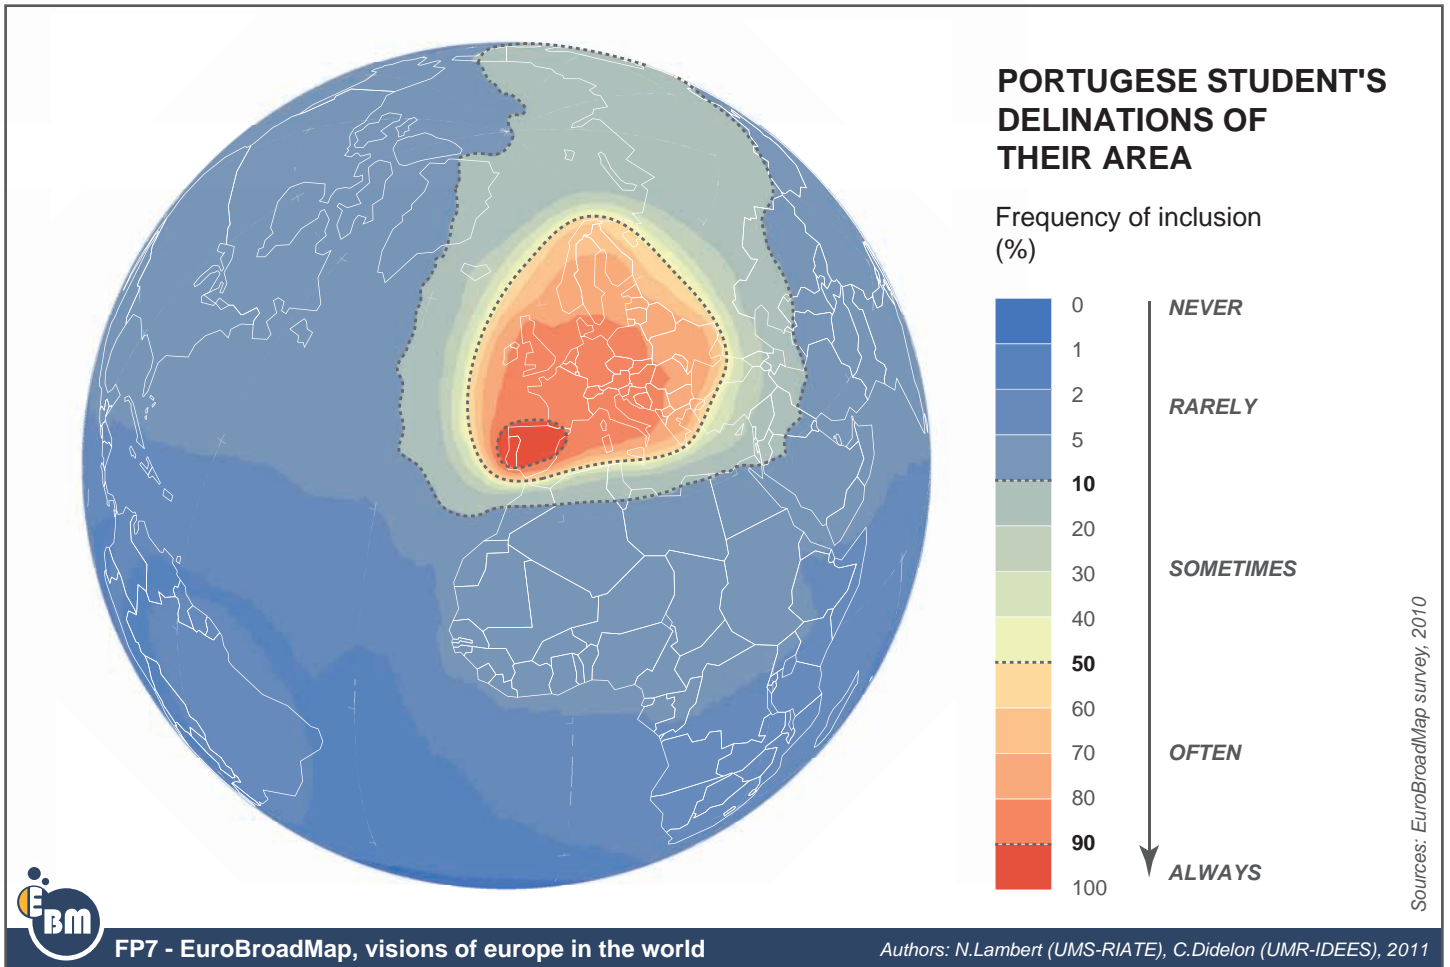 PORTUGESE STUDENT'S
DELINATIONS OF
THEIR AREA
Frequency of inclusion
(%)
0
NEVER
1
2
RARELY
5
10
20
30
SOMETIMES
40
50
60
70
OFTEN
80
90
100
ALWAYS
Sources: EuroBroadMap survey, 2010
EBM
FP7 - EuroBroadMap, visions of europe in the world
Authors: N.Lambert (UMS-RIATE), C.Didelon (UMR-IDEES), 2011